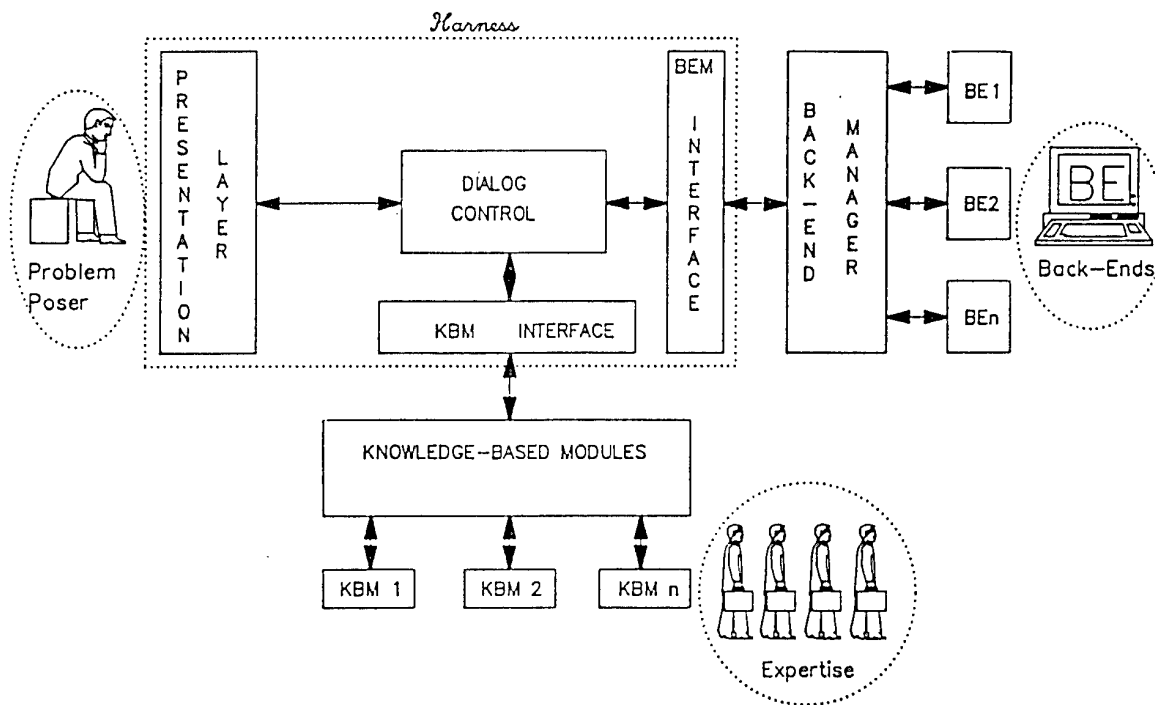 Harness
PRESENTATION
LAYER
DIALOG
CONTROL
KBM INTERFACE
BEM
INTERFACE
BACK-END
MANAGER
BE1
BE2
BEn
Problem
Poser
BE
Back-Ends
KNOWLEDGE-BASED MODULES
KBM 1
KBM 2
KBM n
Expertise